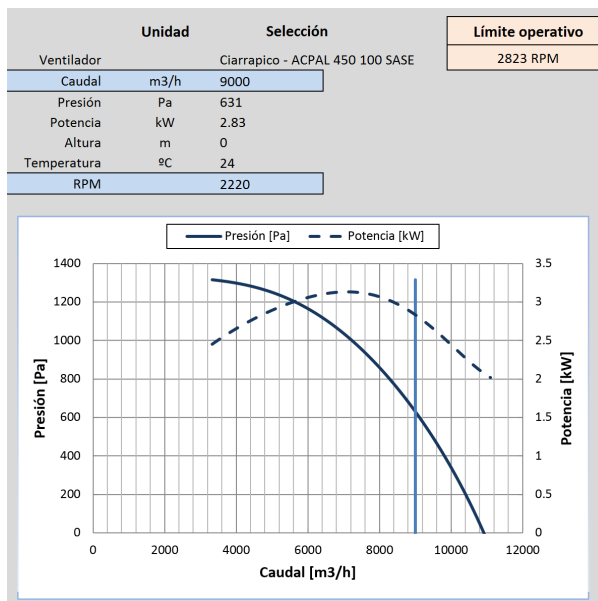 Unidad Selección
Límite operativo
2823 RPM
Ventilador Ciarrapico - ACPAL 450 100 SASE
Caudal m3/h 9000
Presión Pa 631
Potencia kW 2.83
Altura m 0
Temperatura ºC 24
RPM 2220
Presión [Pa] Potencia [kW]
1400 3.5
1200 3
1000 2.5
800 2
600 1.5
400 1
200 0.5
0 0
Presión [Pa]
Potencia [kW]
0 2000 4000 6000 8000 10000 12000
Caudal [m3/h]